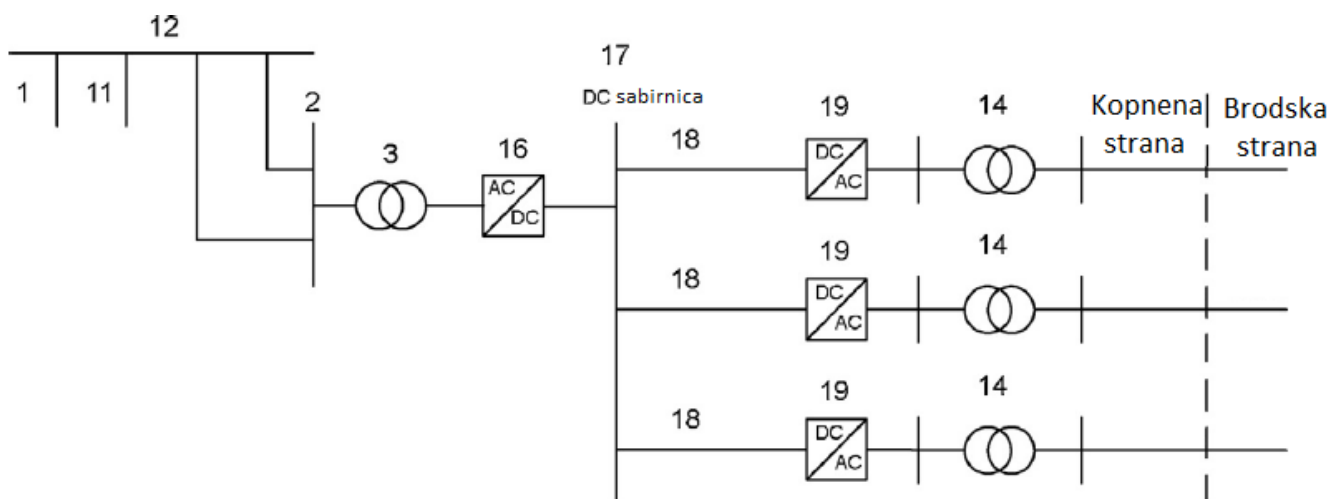 12
1
11
2
3
16
AC
DC
17
DC sabirnica
18
19
DC
AC
14
Kopnena
strana
Brodska
strana
18
19
DC
AC
14
18
19
DC
AC
14